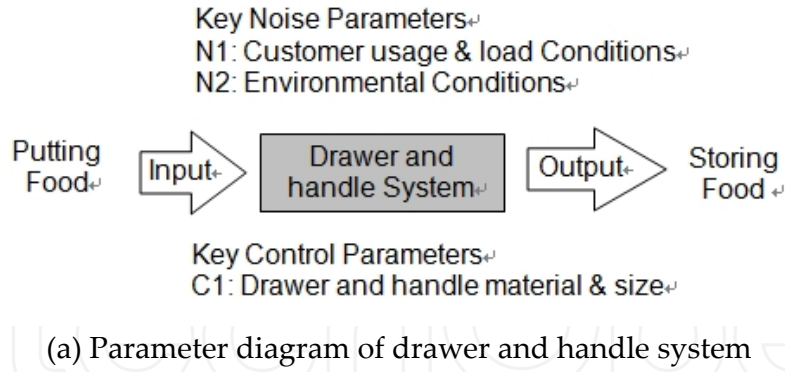 Key Noise Parameters
N1: Customer usage & load Conditions
N2: Environmental Conditions
Putting
Food
Input
Drawer and
handle System
Output
Storing
Food
Key Control Parameters
C1: Drawer and handle material & size
(a) Parameter diagram of drawer and handle system